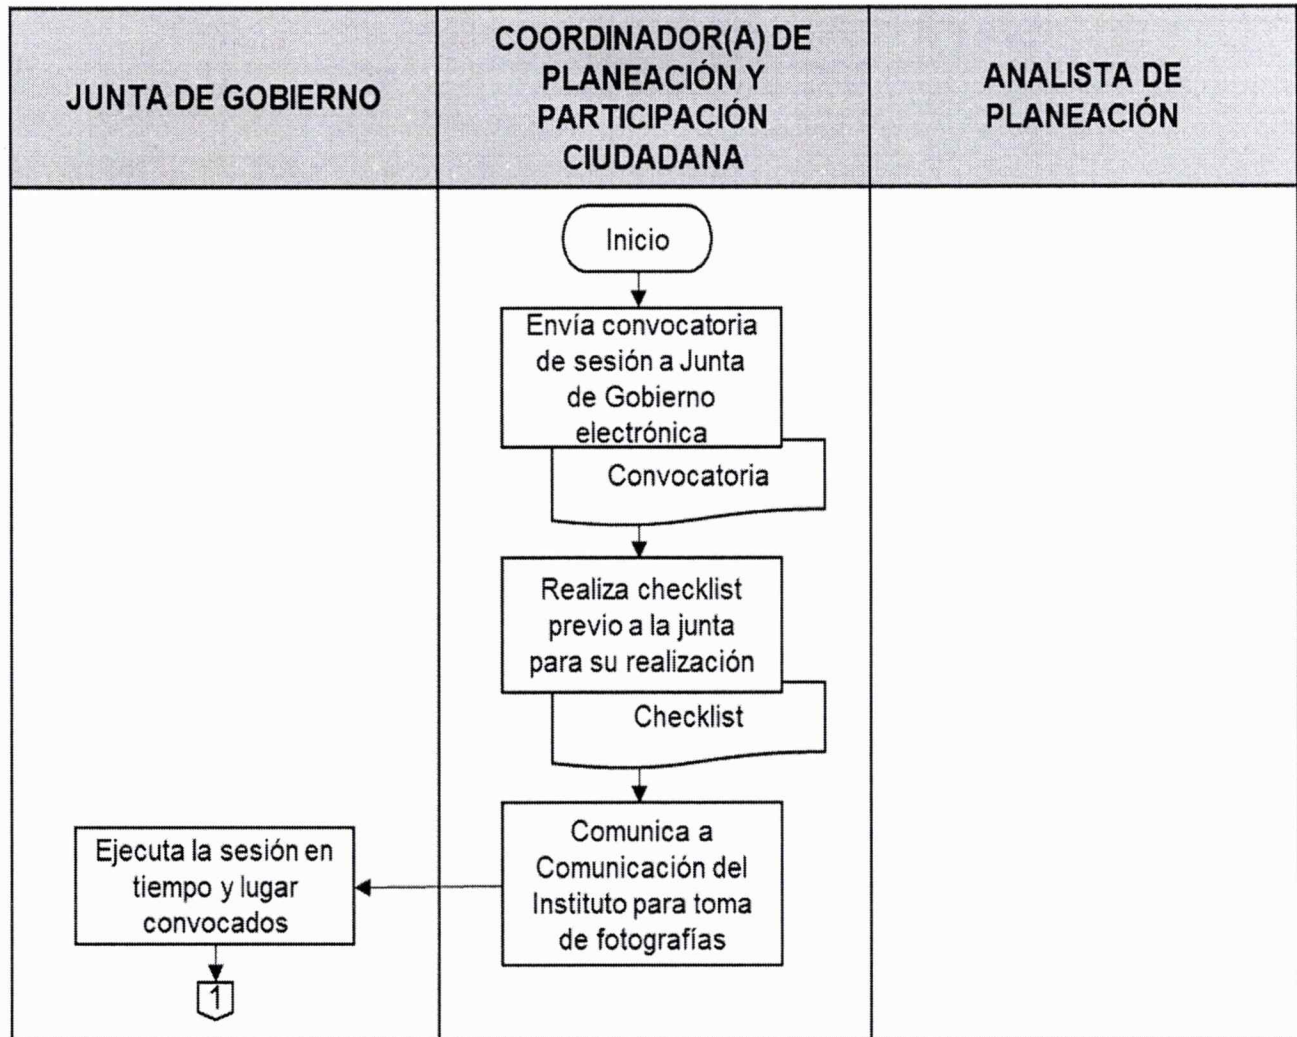 JUNTA DE GOBIERNO
COORDINADOR(A) DE
PLANEACIÓN Y
PARTICIPACIÓN
CIUDADANA
ANALISTA DE
PLANEACIÓN
Inicio
Envía convocatoria
de sesión a Junta
de Gobierno
electrónica
Convocatoria
Realiza checklist
previo a la junta
para su realización
Checklist
Comunica a
Comunicación del
Instituto para toma
de fotografías
Ejecuta la sesión en
tiempo y lugar
convocados
1